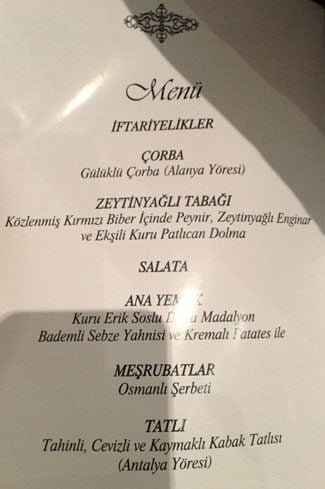 Menü
İFTARİYELİKLER
ÇORBA
Gülüklü Çorba (Alanya Yöresi)
ZEYTİNYAĞLI TABAĞI
Közlenmiş Kırmızı Biber İçinde Peynir, Zeytinyağlı Enginar
ve Ekşili Kuru Patlıcan Dolma
SALATA
ANA
Kuru Erik Soslu Madalyon
Bademli Sebze Yahnisi ve Kremalı Patates ile
MEŞRUBATLAR
Osmanlı Şerbeti
TATLI
Tahinli, Cevizli ve Kaymaklı Kabak Tatlısı
(Antalya Yöresi)